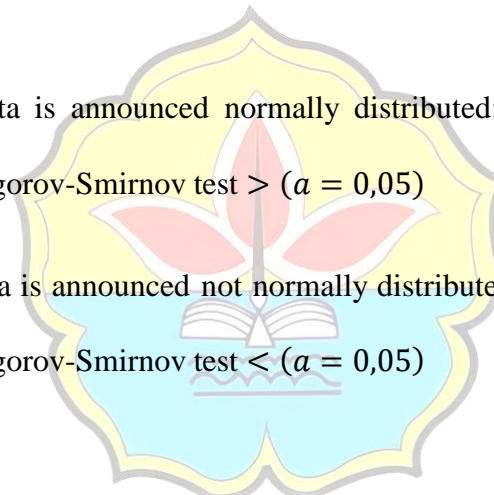 ta is announced normally distributed:
gorov-Smirnov test > (𝑎 = 0,05)
a is announced not normally distribute
gorov-Smirnov test < (𝑎 = 0,05)